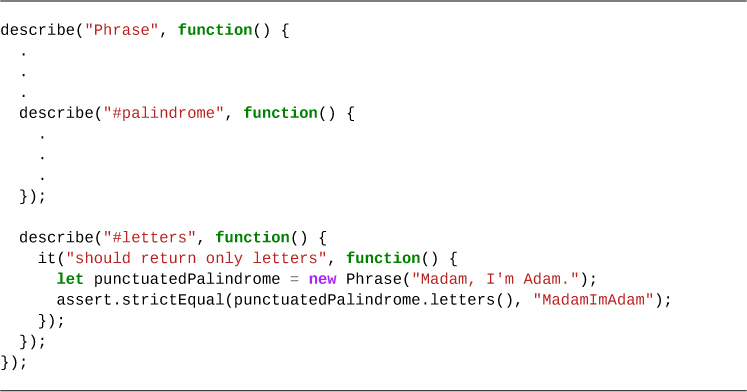 describe("Phrase", function() {
  .
  .
  .
  describe("#palindrome", function() {
    .
    .
    .
  });

  describe("#letters", function() {
    it("should return only letters", function() {
      let punctuatedPalindrome = new Phrase("Madam, I'm Adam.");
      assert.strictEqual(punctuatedPalindrome.letters(), "MadamImAdam");
    });
  });
});